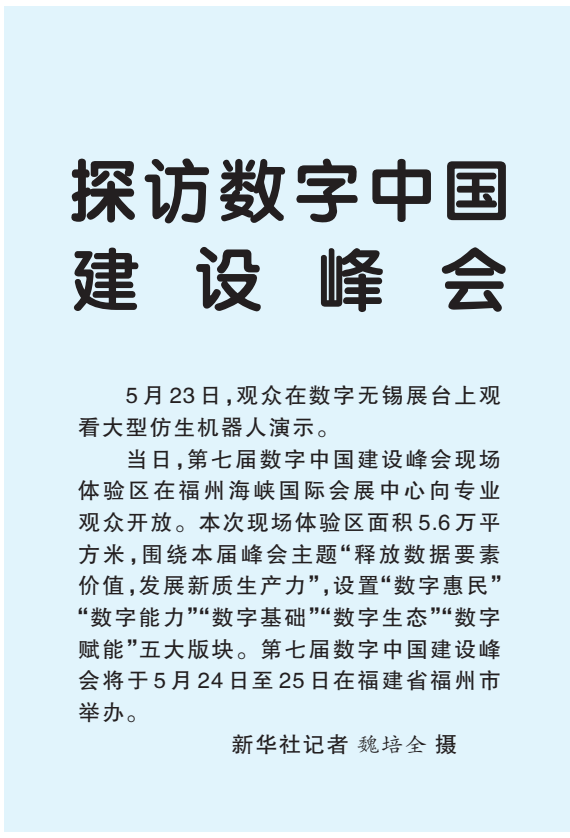 探访数字中国
建设峰会
5月23日,观众在数字无锡展台上观
看大型仿生机器人演示。
当日,第七届数字中国建设峰会现场
体验区在福州海峡国际会展中心向专业
观众开放。本次现场体验区面积5.6万平
方米,围绕本届峰会主题“释放数据要素
价值,发展新质生产力”,设置“数字惠民”
“数字能力”“数字基础”“数字生态”“数字
赋能”五大版块。第七届数字中国建设峰
会将于5月24日至25日在福建省福州市
举办。
新华社记者 魏培全 摄